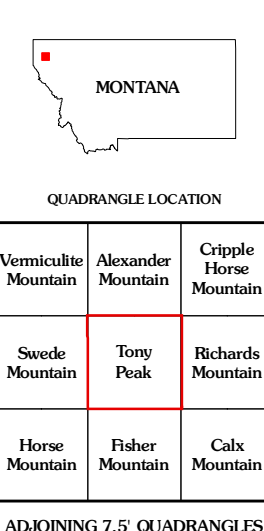 MONTANA
QUADRANGLE LOCATION
Vermiculite
Mountain
Alexander
Mountain
Cripple
Horse
Mountain
Swede
Mountain
Tony
Peak
Richards
Mountain
Horse
Mountain
Fisher
Mountain
Calx
Mountain
ADJOINING 7.5' QUADRANGLES